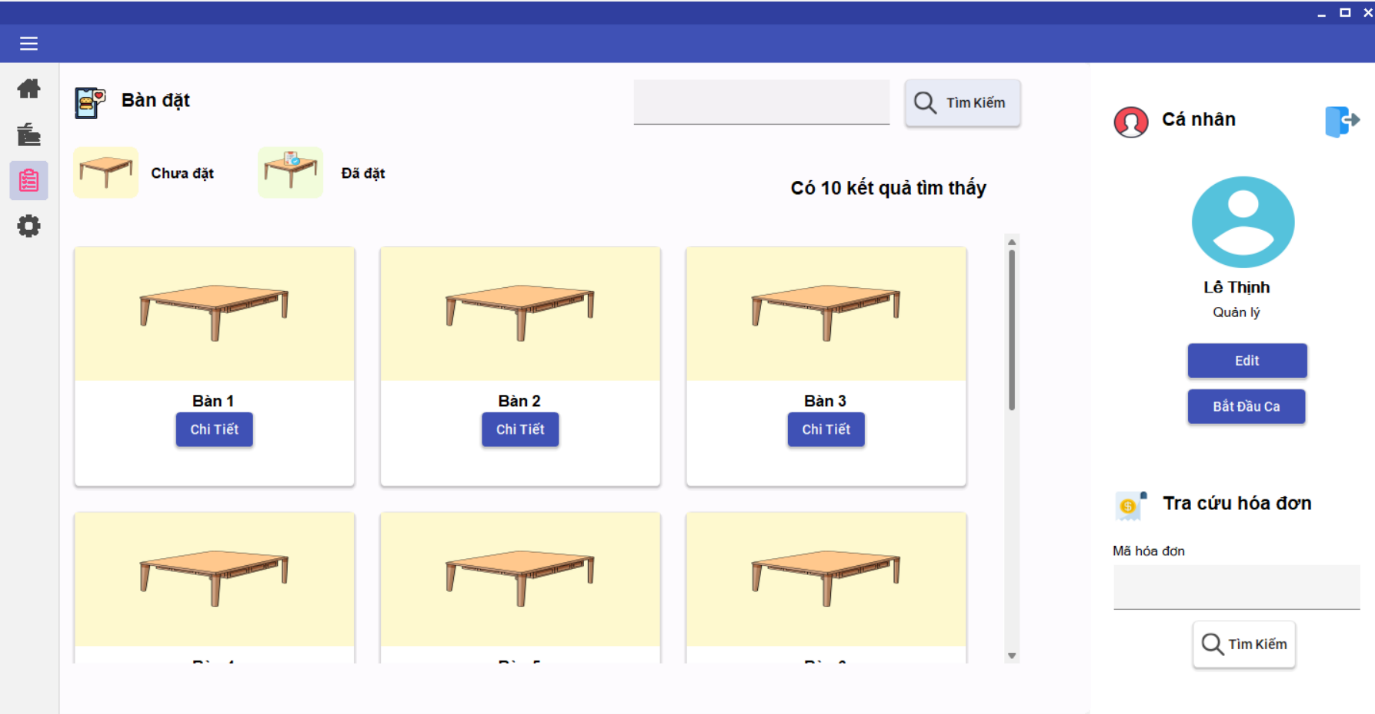 Bàn đặt
Tìm Kiếm
Chưa đặt
Đã đặt
Có 10 kết quả tìm thấy
Bàn 1
Chi Tiết
Bàn 2
Chi Tiết
Bàn 3
Chi Tiết
Cá nhân
Lê Thịnh
Quản lý
Edit
Bắt Đầu Ca
Tra cứu hóa đơn
Mã hóa đơn
Tìm Kiếm